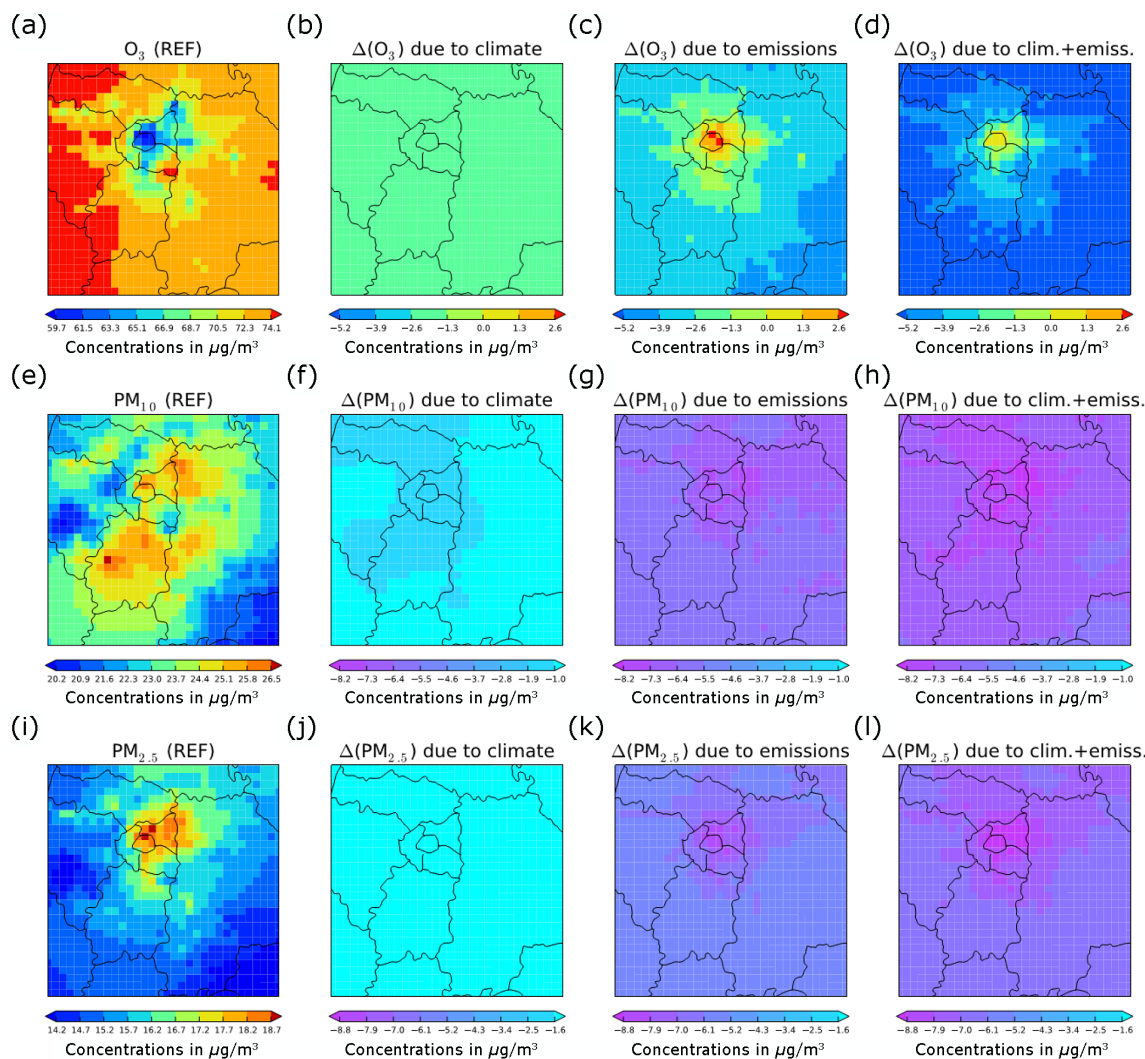 (a) (b) (c) (d)
O₃ (REF) Δ(O₃) due to climate Δ(O₃) due to emissions Δ(O₃) due to clim.+emiss.
59.7 61.5 63.3 65.1 66.9 68.7 70.5 72.3 74.1 −5.2 −3.9 −2.6 −1.3 0.0 1.3 2.6 −5.2 −3.9 −2.6 −1.3 0.0 1.3 2.6 −5.2 −3.9 −2.6 −1.3 0.0 1.3 2.6
Concentrations in μg/m³ Concentrations in μg/m³ Concentrations in μg/m³ Concentrations in μg/m³
(e) (f) (g) (h)
PM₁₀ (REF) Δ(PM₁₀) due to climate Δ(PM₁₀) due to emissions Δ(PM₁₀) due to clim.+emiss.
20.2 20.9 21.6 22.3 23.0 23.7 24.4 25.1 25.8 26.5 −8.2 −7.3 −6.4 −5.5 −4.6 −3.7 −2.8 −1.9 −1.0 −8.2 −7.3 −6.4 −5.5 −4.6 −3.7 −2.8 −1.9 −1.0 −8.2 −7.3 −6.4 −5.5 −4.6 −3.7 −2.8 −1.9 −1.0
Concentrations in μg/m³ Concentrations in μg/m³ Concentrations in μg/m³ Concentrations in μg/m³
(i) (j) (k) (l)
PM₂.₅ (REF) Δ(PM₂.₅) due to climate Δ(PM₂.₅) due to emissions Δ(PM₂.₅) due to clim.+emiss.
14.2 14.7 15.2 15.7 16.2 16.7 17.2 17.7 18.2 18.7 −8.8 −7.9 −7.0 −6.1 −5.2 −4.3 −3.4 −2.5 −1.6 −8.8 −7.9 −7.0 −6.1 −5.2 −4.3 −3.4 −2.5 −1.6 −8.8 −7.9 −7.0 −6.1 −5.2 −4.3 −3.4 −2.5 −1.6
Concentrations in μg/m³ Concentrations in μg/m³ Concentrations in μg/m³ Concentrations in μg/m³